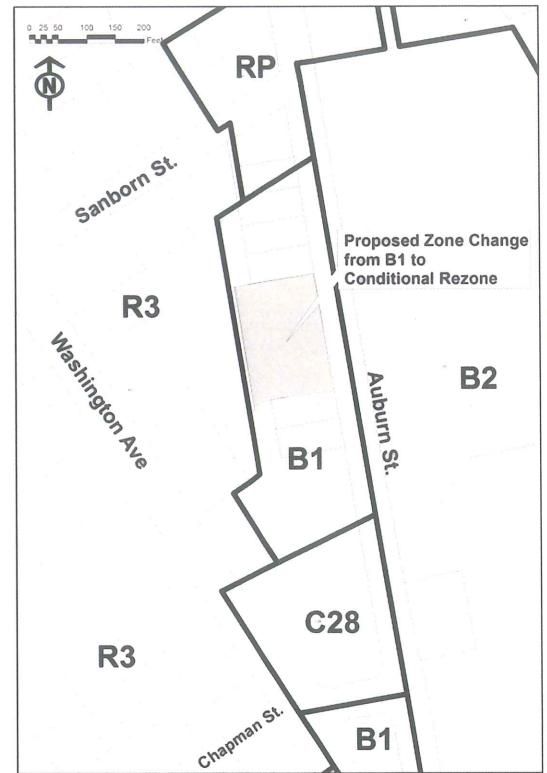 0 25 50 100 150 200
Feet
N
RP
Sanborn St.
Proposed Zone Change
from B1 to
Conditional Rezone
R3
Washington Ave
B2
Auburn St.
B1
C28
R3
Chapman St.
B1